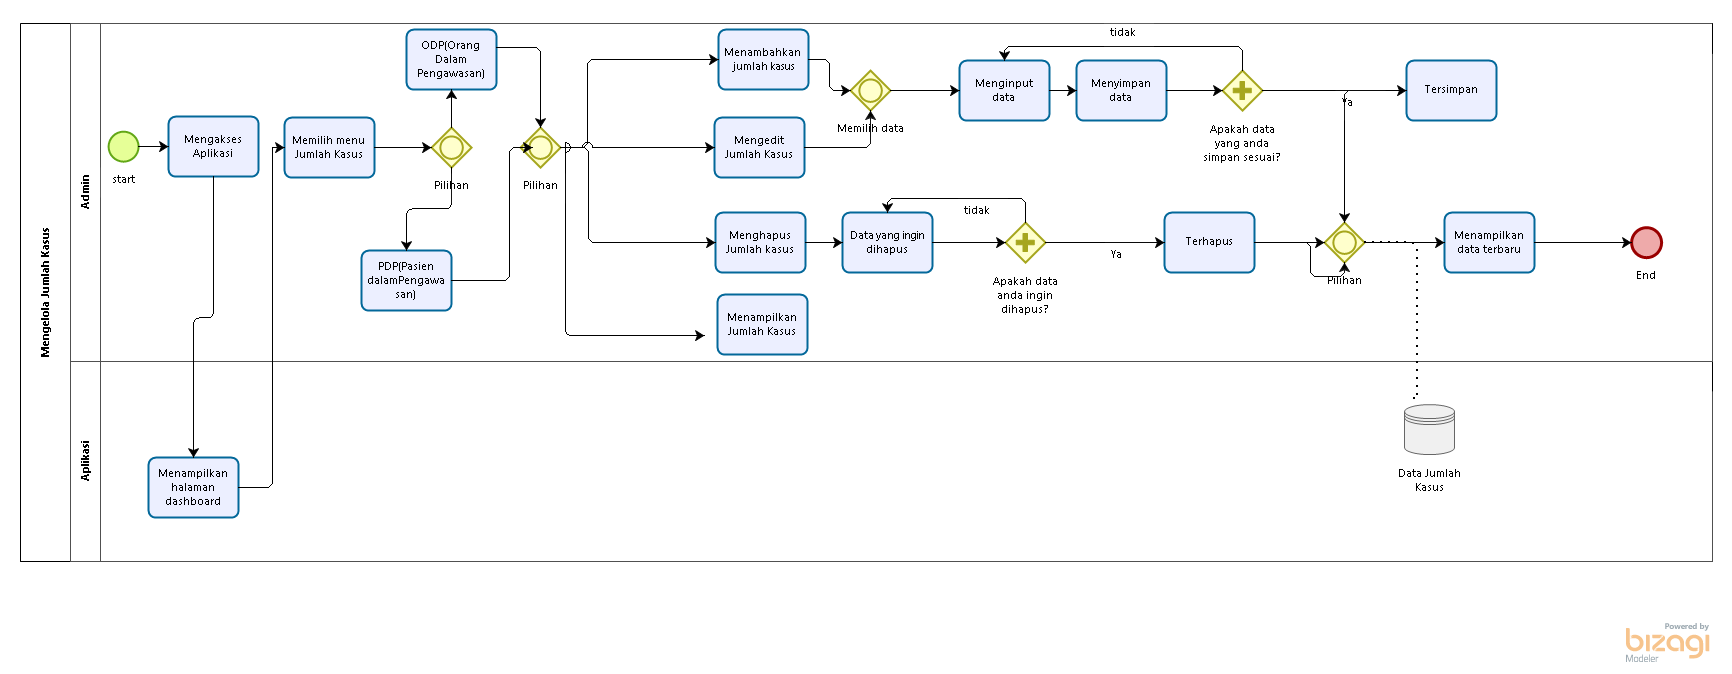 Mengelola Jumlah Kasus
Admin
start
Mengakses
Aplikasi
Memilih menu
Jumlah Kasus
ODP(Orang
Dalam
Pengawasan)
Pilihan
PDP(Pasien
dalamPengawa
san)
Pilihan
Menambahkan
jumlah kasus
Mengedit
Jumlah Kasus
Menghapus
Jumlah kasus
Menampilkan
Jumlah Kasus
Memilih data
Menginput
data
Menyimpan
data
tidak
Apakah data
yang anda
simpan sesuai?
Ya
Tersimpan
Data yang ingin
dihapus
tidak
Apakah data
anda ingin
dihapus?
Ya
Terhapus
Pilihan
Menampilkan
data terbaru
End
Aplikasi
Menampilkan
halaman
dashboard
Data Jumlah
Kasus
Powered by
bizagi
Modeler